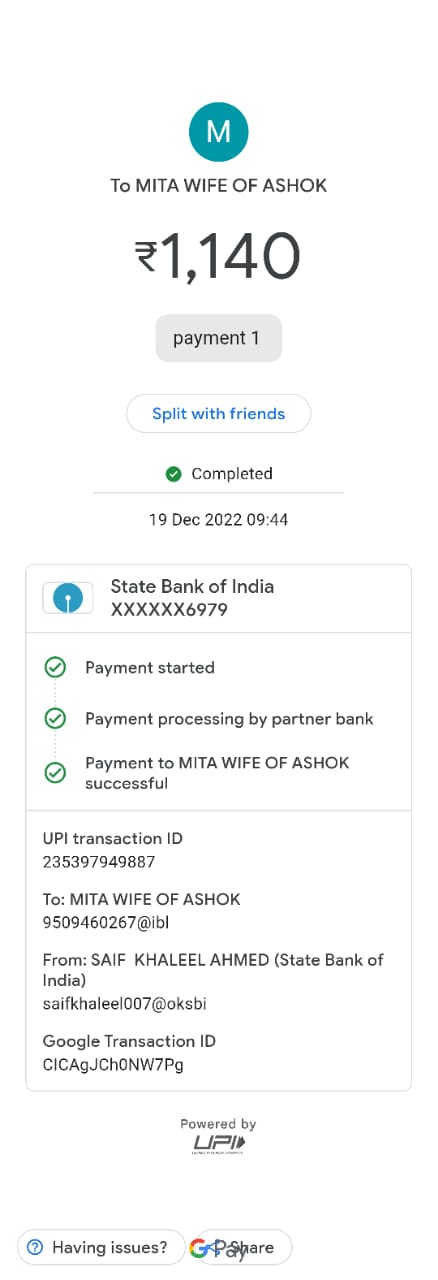 M
To MITA WIFE OF ASHOK
₹1,140
payment 1
Split with friends
Completed
19 Dec 2022 09:44
State Bank of India
XXXXXX6979
Payment started
Payment processing by partner bank
Payment to MITA WIFE OF ASHOK
successful
UPI transaction ID
235397949887
To: MITA WIFE OF ASHOK
9509460267@ibl
From: SAIF KHALEEL AHMED (State Bank of
India)
saifkhaleel007@oksbi
Google Transaction ID
CICAgJCh0NW7Pg
Powered by
UPI
Having issues? G Pay Share